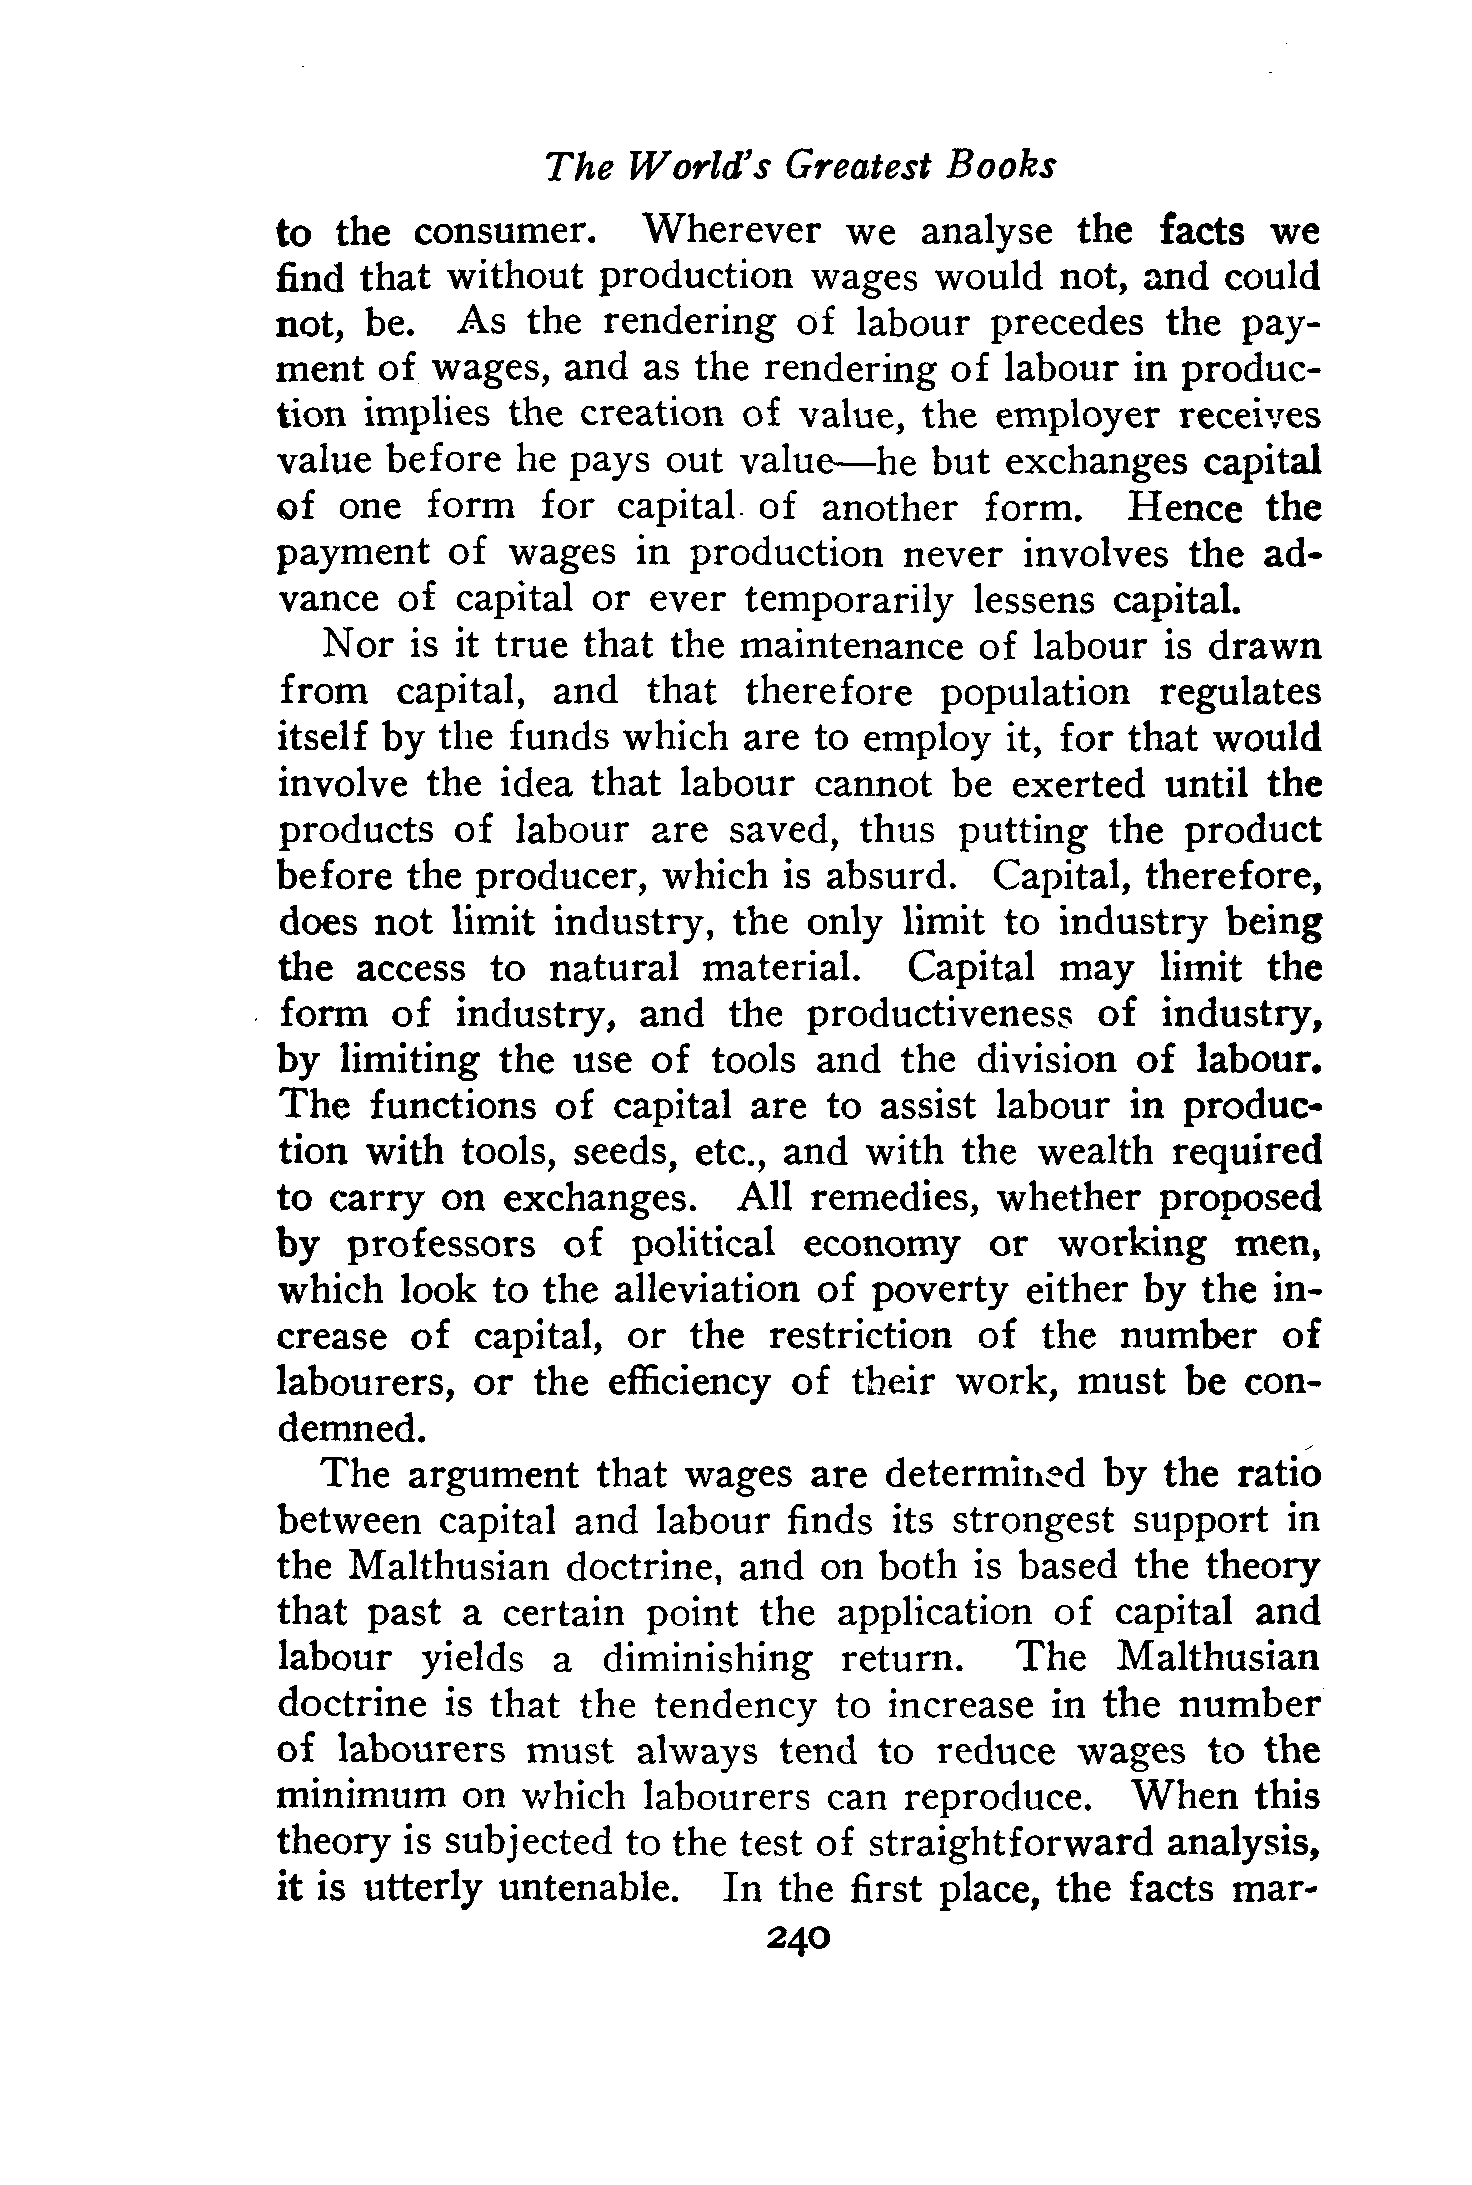 The World's Greatest Books
to the consumer. Wherever we analyse the facts we
find that without production wages would not, and could
not, be. As the rendering of labour precedes the pay-
ment of wages, and as the rendering of labour in produc-
tion implies the creation of value, the employer receives
value before he pays out value—he but exchanges capital
of one form for capital of another form. Hence the
payment of wages in production never involves the ad-
vance of capital or ever temporarily lessens capital.
Nor is it true that the maintenance of labour is drawn
from capital, and that therefore population regulates
itself by the funds which are to employ it, for that would
involve the idea that labour cannot be exerted until the
products of labour are saved, thus putting the product
before the producer, which is absurd. Capital, therefore,
does not limit industry, the only limit to industry being
the access to natural material. Capital may limit the
form of industry, and the productiveness of industry,
by limiting the use of tools and the division of labour.
The functions of capital are to assist labour in produc-
tion with tools, seeds, etc., and with the wealth required
to carry on exchanges. All remedies, whether proposed
by professors of political economy or working men,
which look to the alleviation of poverty either by the in-
crease of capital, or the restriction of the number of
labourers, or the efficiency of their work, must be con-
demned.
The argument that wages are determined by the ratio
between capital and labour finds its strongest support in
the Malthusian doctrine, and on both is based the theory
that past a certain point the application of capital and
labour yields a diminishing return. The Malthusian
doctrine is that the tendency to increase in the number
of labourers must always tend to reduce wages to the
minimum on which labourers can reproduce. When this
theory is subjected to the test of straightforward analysis,
it is utterly untenable. In the first place, the facts mar-
240